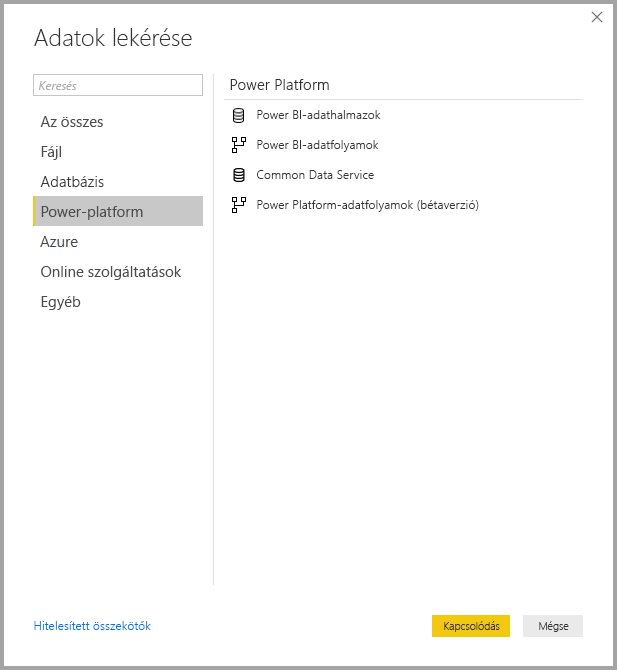 Adatok lekérése
Keresés
Az összes
Fájl
Adatbázis
Power-platform
Azure
Online szolgáltatások
Egyéb
Power Platform
Power BI-adathalmazok
Power BI-adatfolyamok
Common Data Service
Power Platform-adatfolyamok (bétaverzió)
Hitelesített összekötők
Kapcsolódás
Mégse